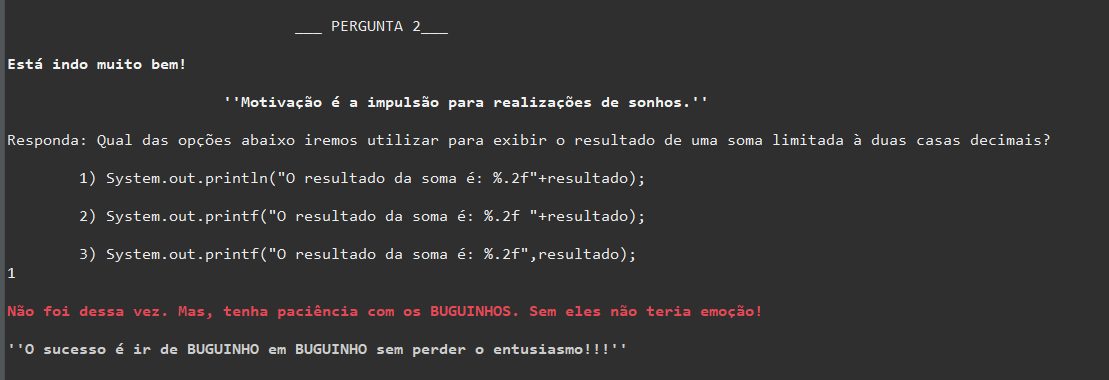 ___ PERGUNTA 2___
Está indo muito bem!
''Motivação é a impulsão para realizações de sonhos.''
Responda: Qual das opções abaixo iremos utilizar para exibir o resultado de uma soma limitada à duas casas decimais?
1) System.out.println("O resultado da soma é: %.2f"+resultado);
2) System.out.printf("O resultado da soma é: %.2f "+resultado);
3) System.out.printf("O resultado da soma é: %.2f",resultado);
1
Não foi dessa vez. Mas, tenha paciência com os BUGUINHOS. Sem eles não teria emoção!
''O sucesso é ir de BUGUINHO em BUGUINHO sem perder o entusiasmo!!!''